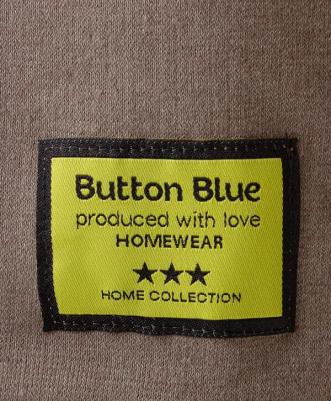 Button Blue
produced with love
HOMEWEAR
★★★
HOME COLLECTION